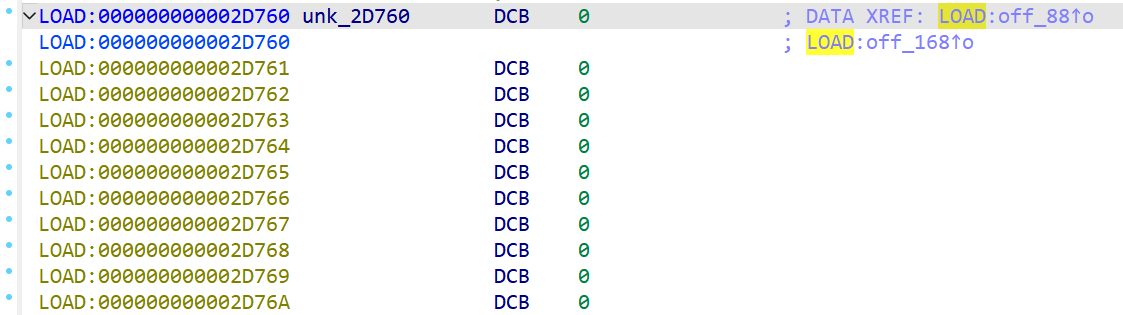 LOAD:000000000002D760 unk_2D760 DCB 0 ; DATA XREF: LOAD:off_88↑o
LOAD:000000000002D760 ; LOAD:off_168↑o
LOAD:000000000002D761 DCB 0
LOAD:000000000002D762 DCB 0
LOAD:000000000002D763 DCB 0
LOAD:000000000002D764 DCB 0
LOAD:000000000002D765 DCB 0
LOAD:000000000002D766 DCB 0
LOAD:000000000002D767 DCB 0
LOAD:000000000002D768 DCB 0
LOAD:000000000002D769 DCB 0
LOAD:000000000002D76A DCB 0